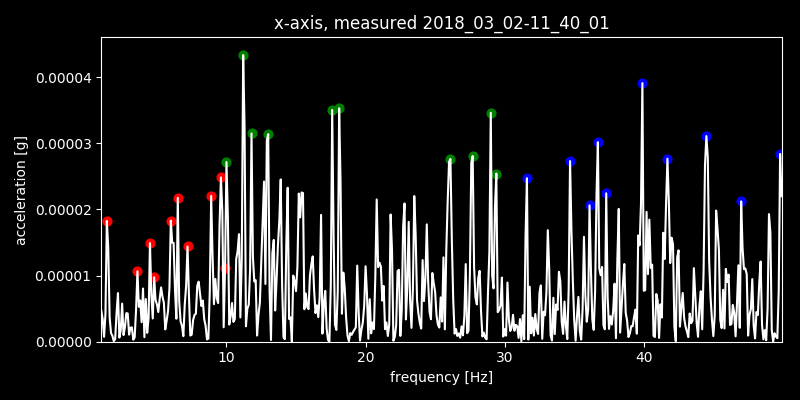 x-axis, measured 2018_03_02-11_40_01
0.00004
0.00003
0.00002
0.00001
0.00000
acceleration [g]
10 20 30 40
frequency [Hz]